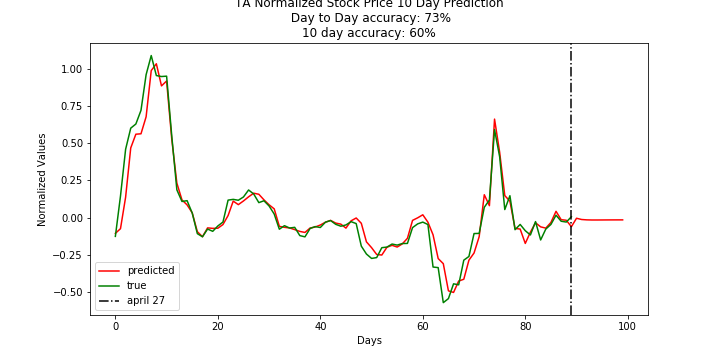 TA Normalized Stock Price 10 Day Prediction
Day to Day accuracy: 73%
10 day accuracy: 60%
Normalized Values
1.00
0.75
0.50
0.25
0.00
−0.25
−0.50
predicted
true
april 27
0 20 40 60 80 100
Days